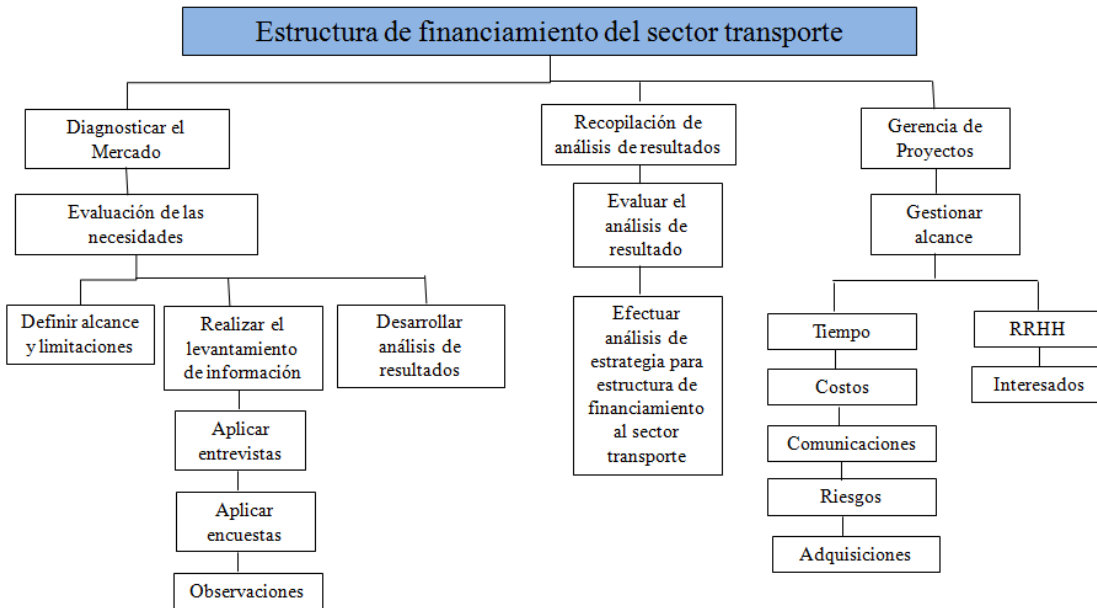 Estructura de financiamiento del sector transporte
Diagnosticar el
Mercado
Evaluación de las
necesidades
Definir alcance
y limitaciones
Realizar el
levantamiento
de información
Desarrollar
análisis de
resultados
Aplicar
entrevistas
Aplicar
encuestas
Observaciones
Recopilación de
análisis de resultados
Evaluar el
análisis de
resultado
Efectuar
análisis de
estrategia para
estructura de
financiamiento
al sector
transporte
Gerencia de
Proyectos
Gestionar
alcance
Tiempo
Costos
Comunicaciones
Riesgos
Adquisiciones
RRHH
Interesados